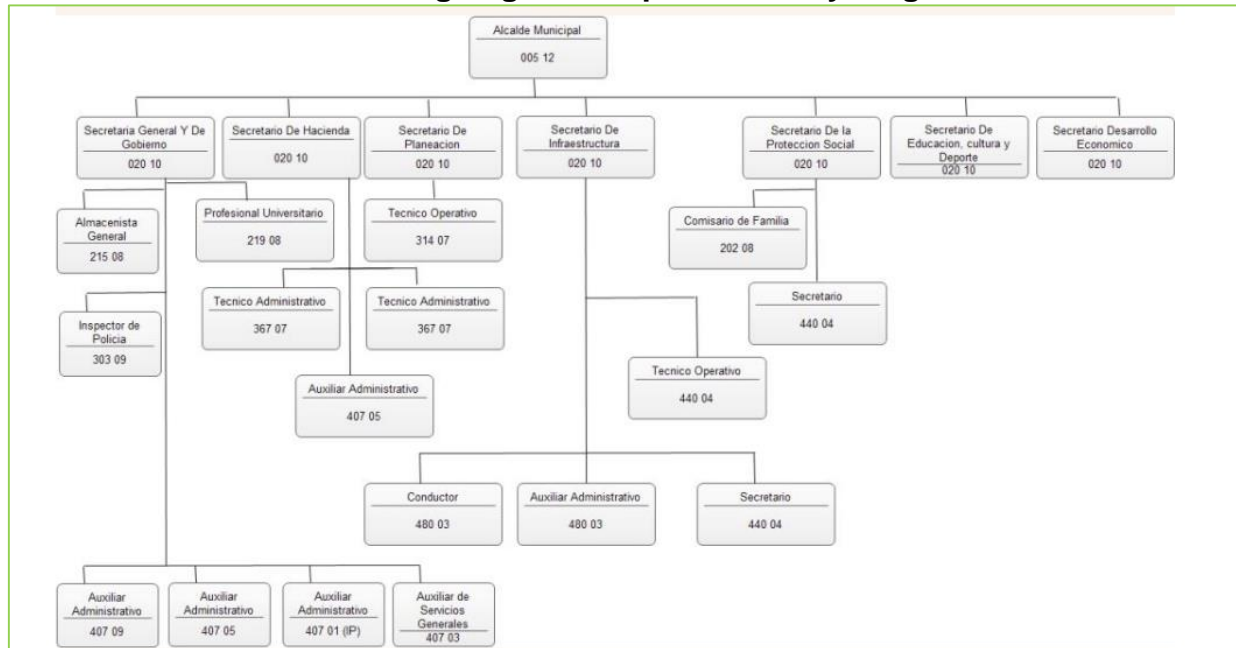 Alcalde Municipal
005 12
Secretaria General Y De
Gobierno
020 10
Secretario De Hacienda
020 10
Secretario De
Planeacion
020 10
Secretario De
Infraestructura
020 10
Secretario De la
Proteccion Social
020 10
Secretario De
Educacion, cultura y
Deporte
020 10
Secretario Desarrollo
Economico
020 10
Almacenista
General
215 08
Profesional Universitario
219 08
Tecnico Operativo
314 07
Comisario de Familia
202 08
Tecnico Administrativo
367 07
Tecnico Administrativo
367 07
Secretario
440 04
Inspector de
Policia
303 09
Tecnico Operativo
440 04
Auxiliar Administrativo
407 05
Conductor
480 03
Auxiliar Administrativo
480 03
Secretario
440 04
Auxiliar
Administrativo
407 09
Auxiliar
Administrativo
407 05
Auxiliar
Administrativo
407 01 (IP)
Auxiliar de
Servicios
Generales
407 03